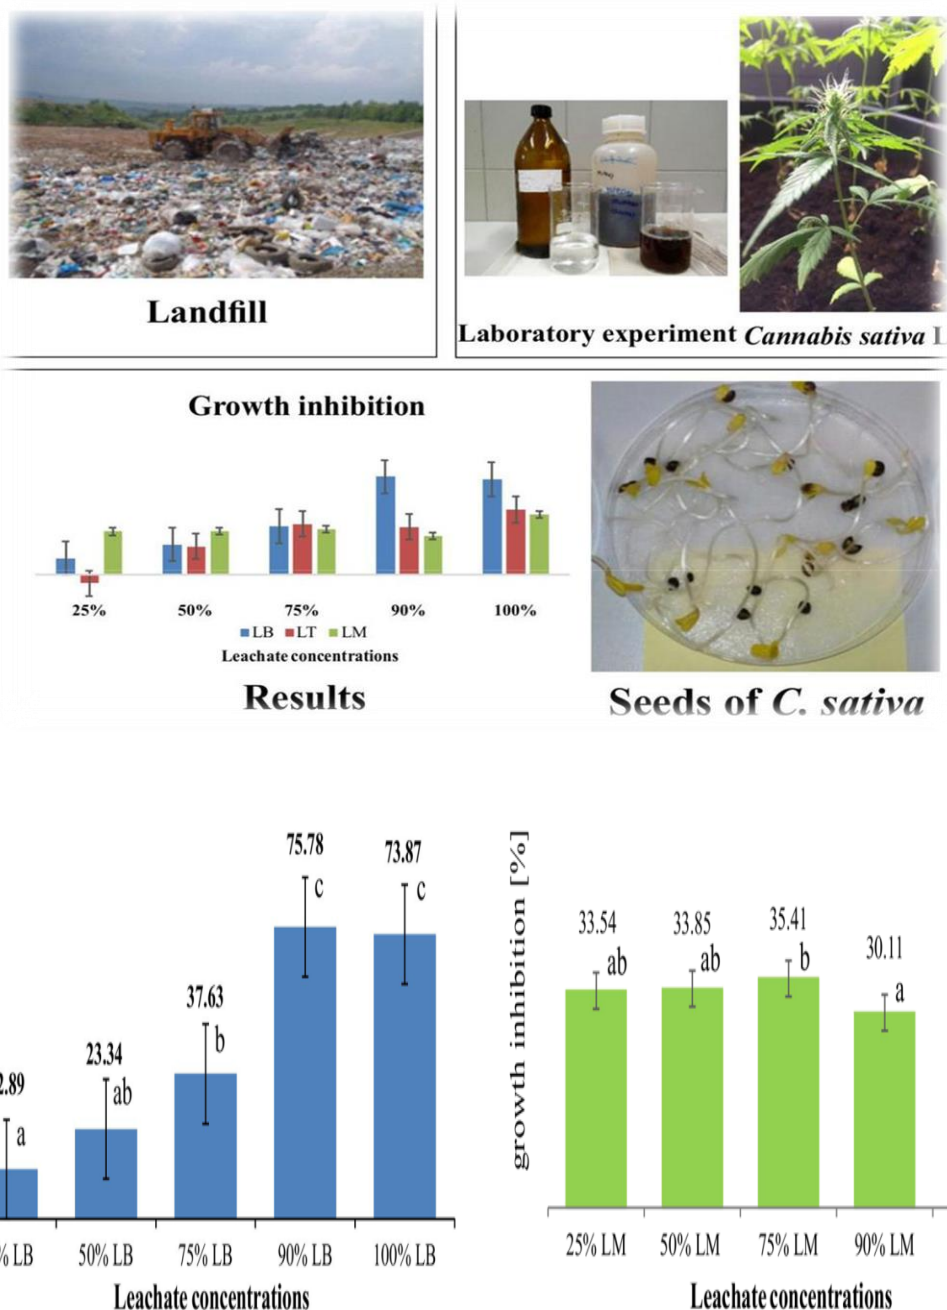 Landfill
Laboratory experiment
Cannabis sativa L
Growth inhibition
25% 50% 75% 90% 100%
LB LT LM
Leachate concentrations
Results
Seeds of C. sativa
75.78
c
73.87
c
37.63
b
23.34
ab
2.89
a
% LB 50% LB 75% LB 90% LB 100% LB
Leachate concentrations
growth inhibition [%]
33.54
ab
33.85
ab
35.41
b
30.11
a
25% LM 50% LM 75% LM 90% LM
Leachate concentrations